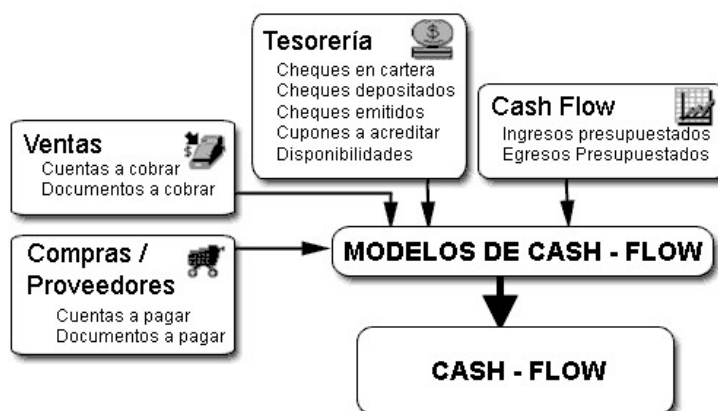 Tesorería
Cheques en cartera
Cheques depositados
Cheques emitidos
Cupones a acreditar
Disponibilidades
Cash Flow
Ingresos presupuestados
Egresos Presupuestados
Ventas
Cuentas a cobrar
Documentos a cobrar
Compras /
Proveedores
Cuentas a pagar
Documentos a pagar
MODELOS DE CASH - FLOW
CASH - FLOW